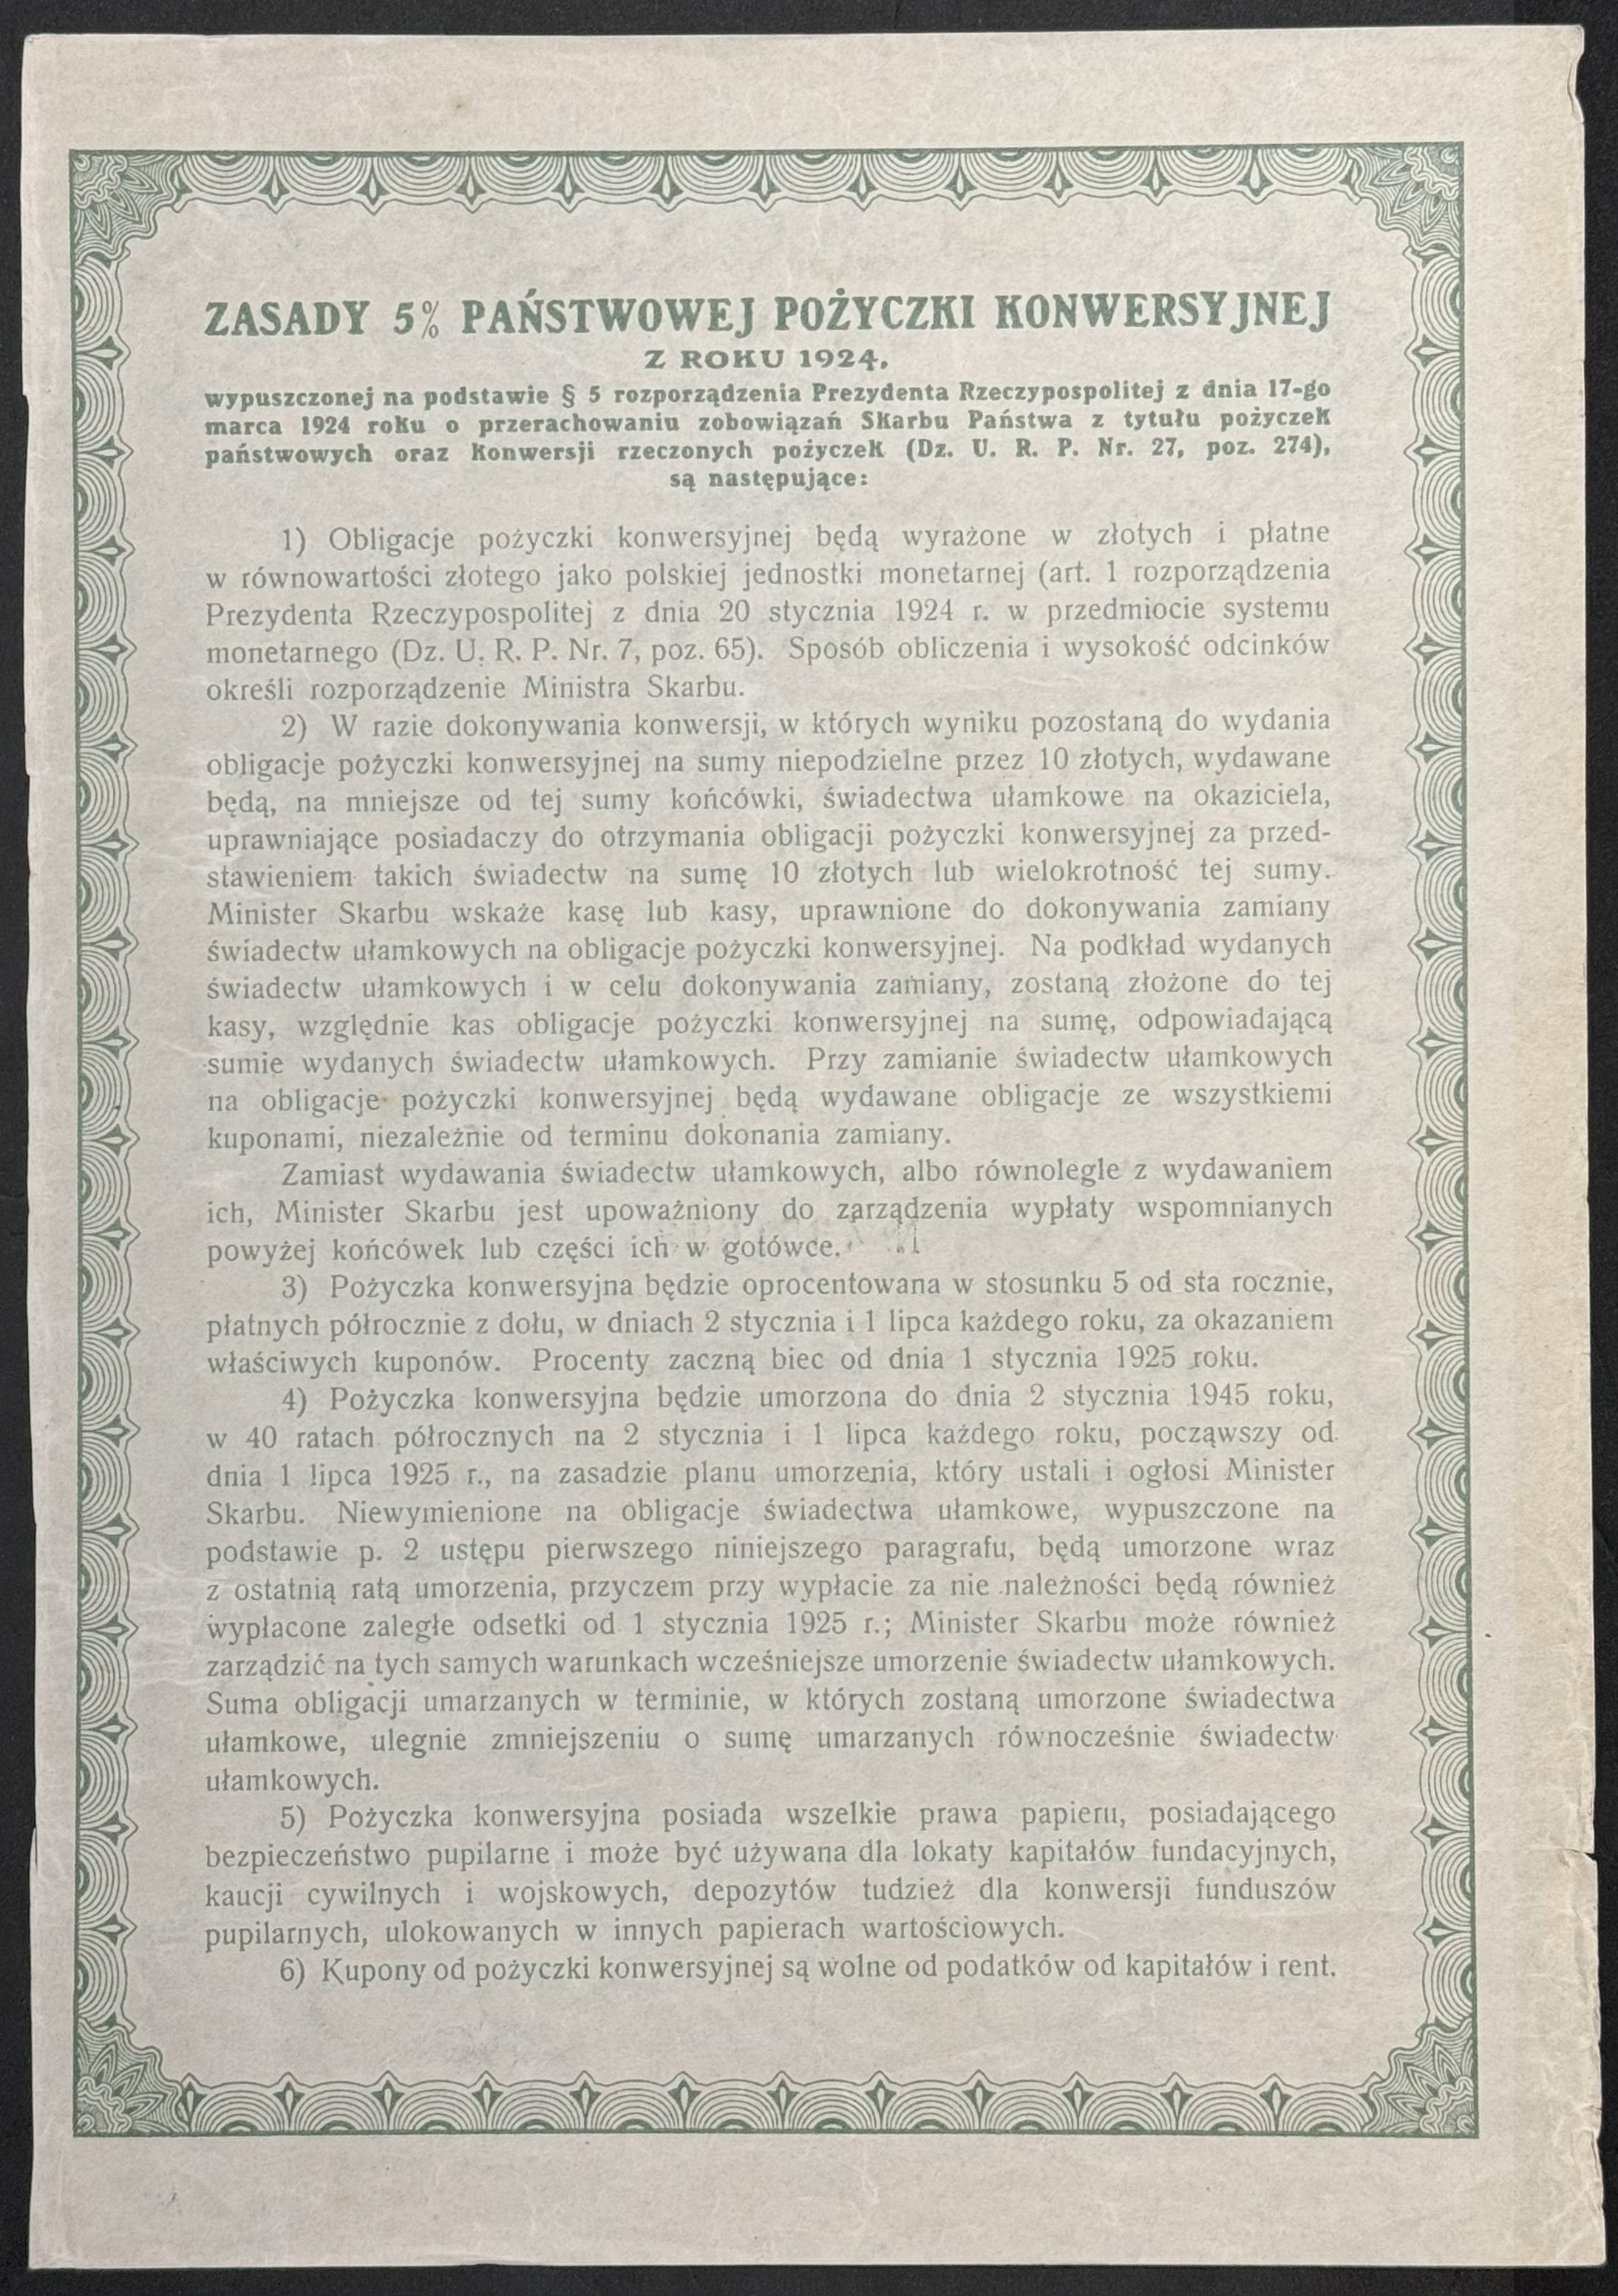 ZASADY 5% PAŃSTWOWEJ POŻYCZKI KONWERSYJNEJ
Z ROKU 1924.
wypuszczonej na podstawie § 5 rozporządzenia Prezydenta Rzeczypospolitej z dnia 17-go
marca 1924 roku o przerachowaniu zobowiązań Skarbu Państwa z tytułu pożyczek
państwowych oraz konwersji rzeczonych pożyczek (Dz. U. R. P. Nr. 27, poz. 274),
są następujące:
1) Obligacje pożyczki konwersyjnej będą wyrażone w złotych i płatne
w równowartości złotego jako polskiej jednostki monetarnej (art. 1 rozporządzenia
Prezydenta Rzeczypospolitej z dnia 20 stycznia 1924 r. w przedmiocie systemu
monetarnego (Dz. U. R. P. Nr. 7, poz. 65). Sposób obliczenia i wysokość odcinków
określi rozporządzenie Ministra Skarbu.
2) W razie dokonywania konwersji, w których wyniku pozostaną do wydania
obligacje pożyczki konwersyjnej na sumy niepodzielne przez 10 złotych, wydawane
będą, na mniejsze od tej sumy końcówki, świadectwa ułamkowe na okaziciela,
uprawniające posiadaczy do otrzymania obligacji pożyczki konwersyjnej za przed-
stawieniem takich świadectw na sumę 10 złotych lub wielokrotność tej sumy.
Minister Skarbu wskaże kasę lub kasy, uprawnione do dokonywania zamiany
świadectw ułamkowych na obligacje pożyczki konwersyjnej. Na podkład wydanych
świadectw ułamkowych i w celu dokonywania zamiany, zostaną złożone do tej
kasy, względnie kas obligacje pożyczki konwersyjnej na sumę, odpowiadającą
sumie wydanych świadectw ułamkowych. Przy zamianie świadectw ułamkowych
na obligacje pożyczki konwersyjnej będą wydawane obligacje ze wszystkiemi
kuponami, niezależnie od terminu dokonania zamiany.
Zamiast wydawania świadectw ułamkowych, albo równolegle z wydawaniem
ich, Minister Skarbu jest upoważniony do zarządzenia wypłaty wspomnianych
powyżej końcówek lub części ich w gotówce.
3) Pożyczka konwersyjna będzie oprocentowana w stosunku 5 od sta rocznie,
płatnych półrocznie z dołu, w dniach 2 stycznia i 1 lipca każdego roku, za okazaniem
właściwych kuponów. Procenty zaczną biec od dnia 1 stycznia 1925 roku.
4) Pożyczka konwersyjna będzie umorzona do dnia 2 stycznia 1945 roku,
w 40 ratach półrocznych na 2 stycznia i 1 lipca każdego roku, począwszy od
dnia 1 lipca 1925 r., na zasadzie planu umorzenia, który ustali i ogłosi Minister
Skarbu. Niewymienione na obligacje świadectwa ułamkowe, wypuszczone na
podstawie p. 2 ustępu pierwszego niniejszego paragrafu, będą umorzone wraz
z ostatnią ratą umorzenia, przyczem przy wypłacie za nie należności będą również
wypłacone zaległe odsetki od 1 stycznia 1925 r.; Minister Skarbu może również
zarządzić na tych samych warunkach wcześniejsze umorzenie świadectw ułamkowych.
Suma obligacji umarzanych w terminie, w których zostaną umorzone świadectwa
ułamkowe, ulegnie zmniejszeniu o sumę umarzanych równocześnie świadectw
ułamkowych.
5) Pożyczka konwersyjna posiada wszelkie prawa papieru, posiadającego
bezpieczeństwo pupilarne i może być używana dla lokaty kapitałów fundacyjnych,
kaucji cywilnych i wojskowych, depozytów tudzież dla konwersji funduszów
pupilarnych, ulokowanych w innych papierach wartościowych.
6) Kupony od pożyczki konwersyjnej są wolne od podatków od kapitałów i rent.